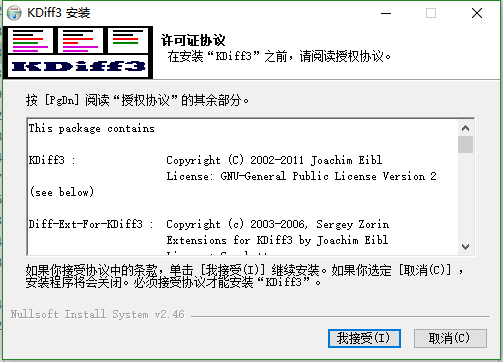 KDiff3 安装
KDiff3
许可证协议
在安装“KDiff3”之前，请阅读授权协议。
按 [PgDn] 阅读“授权协议”的其余部分。
This package contains
KDiff3 : Copyright (C) 2002-2011 Joachim Eibl
License: GNU-General Public License Version 2
(see below)
Diff-Ext-For-KDiff3 : Copyright (c) 2003-2006, Sergey Zorin
Extensions for KDiff3 by Joachim Eibl
如果你接受协议中的条款，单击 [我接受(I)] 继续安装。如果你选定 [取消(C)] ，
安装程序将会关闭。必须接受协议才能安装“KDiff3”。
Nullsoft Install System v2.46
我接受(I) 取消(C)